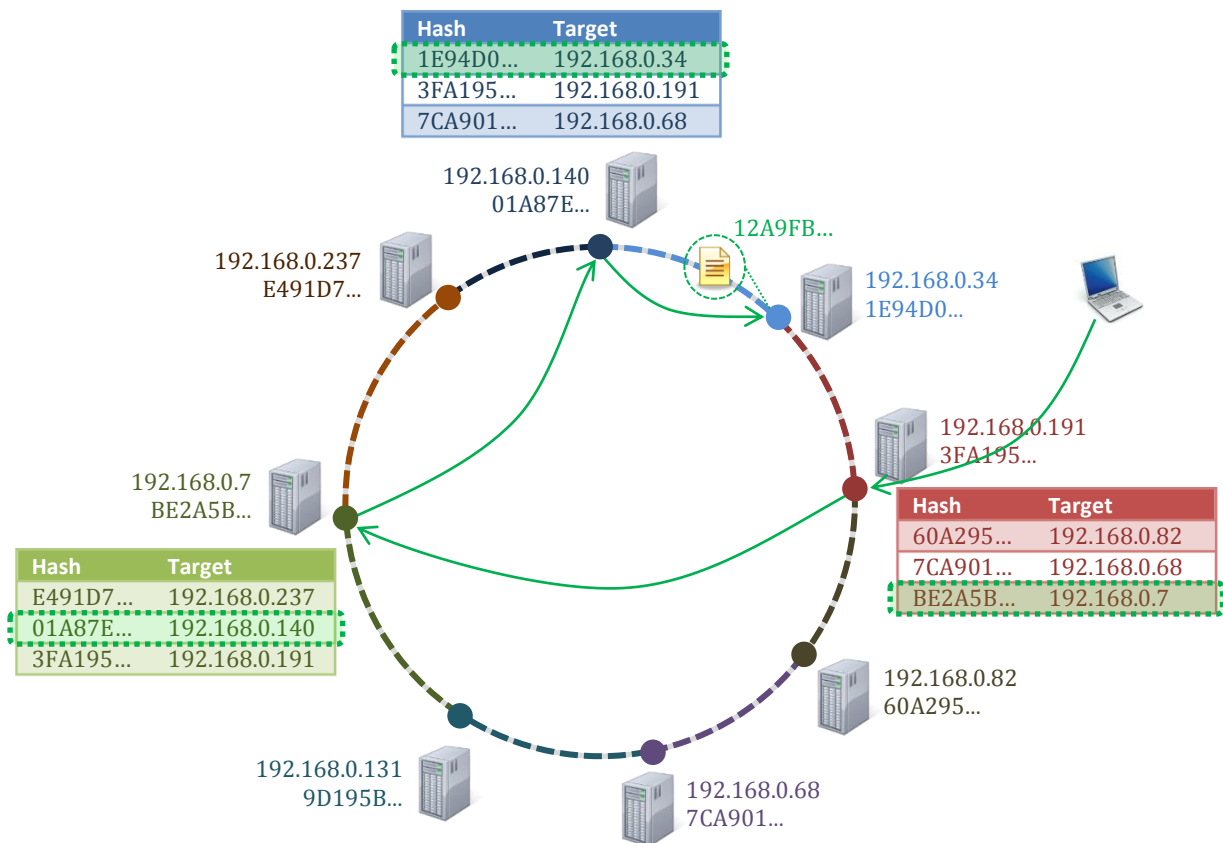 Hash Target
1E94D0... 192.168.0.34
3FA195... 192.168.0.191
7CA901... 192.168.0.68
192.168.0.140
01A87E...
12A9FB...
192.168.0.237
E491D7...
192.168.0.34
1E94D0...
192.168.0.191
3FA195...
192.168.0.7
BE2A5B...
Hash Target
60A295... 192.168.0.82
7CA901... 192.168.0.68
BE2A5B... 192.168.0.7
Hash Target
E491D7... 192.168.0.237
01A87E... 192.168.0.140
3FA195... 192.168.0.191
192.168.0.82
60A295...
192.168.0.131
9D195B...
192.168.0.68
7CA901...